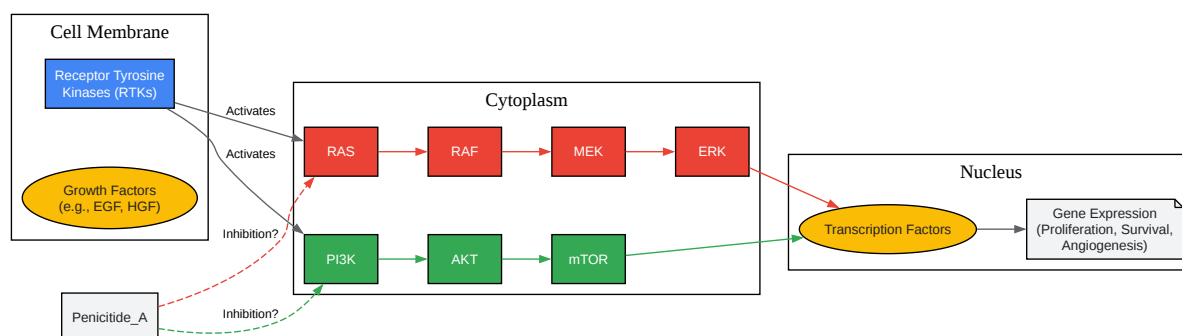 Cell Membrane
Receptor Tyrosine
Kinases (RTKs)
Growth Factors
(e.g., EGF, HGF)
Penicitide_A
Activates
Activates
Inhibition?
Inhibition?
Cytoplasm
RAS
RAF
MEK
ERK
PI3K
AKT
mTOR
Nucleus
Transcription Factors
Gene Expression
(Proliferation, Survival,
Angiogenesis)